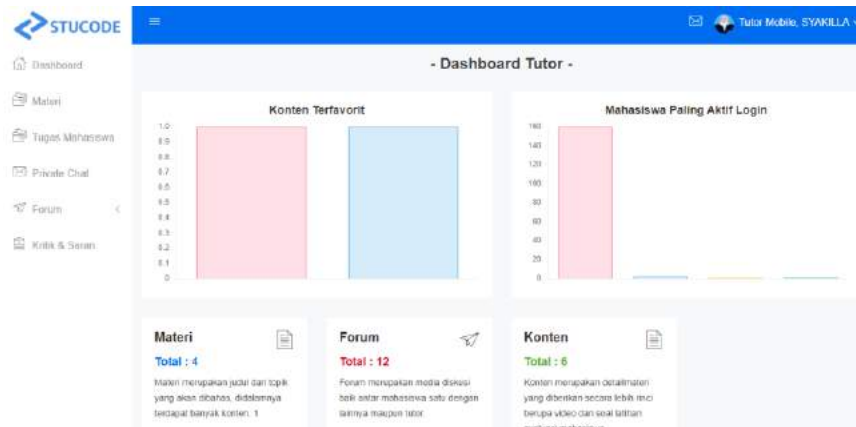 STUCODE
Tutor Mobile, SYAKILLA
Dashboard
Materi
Tugas Mahasiswa
Private Chat
Forum
Kritik & Saran
- Dashboard Tutor -
Konten Terfavorit
1.0
0.9
0.8
0.7
0.6
0.5
0.4
0.3
0.2
0.1
0
Mahasiswa Paling Aktif Login
160
140
120
100
80
60
40
20
0
Materi
Total : 4
Materi merupakan judul dari topik
yang akan dibahas, didalamnya
terdapat banyak konten. 1
Forum
Total : 12
Forum merupakan media diskusi
baik antar mahasiswa satu dengan
lainnya maupun tutor
Konten
Total : 6
Konten merupakan detailmateri
yang diberikan secara lebih rinci
berupa video dan soal latihan